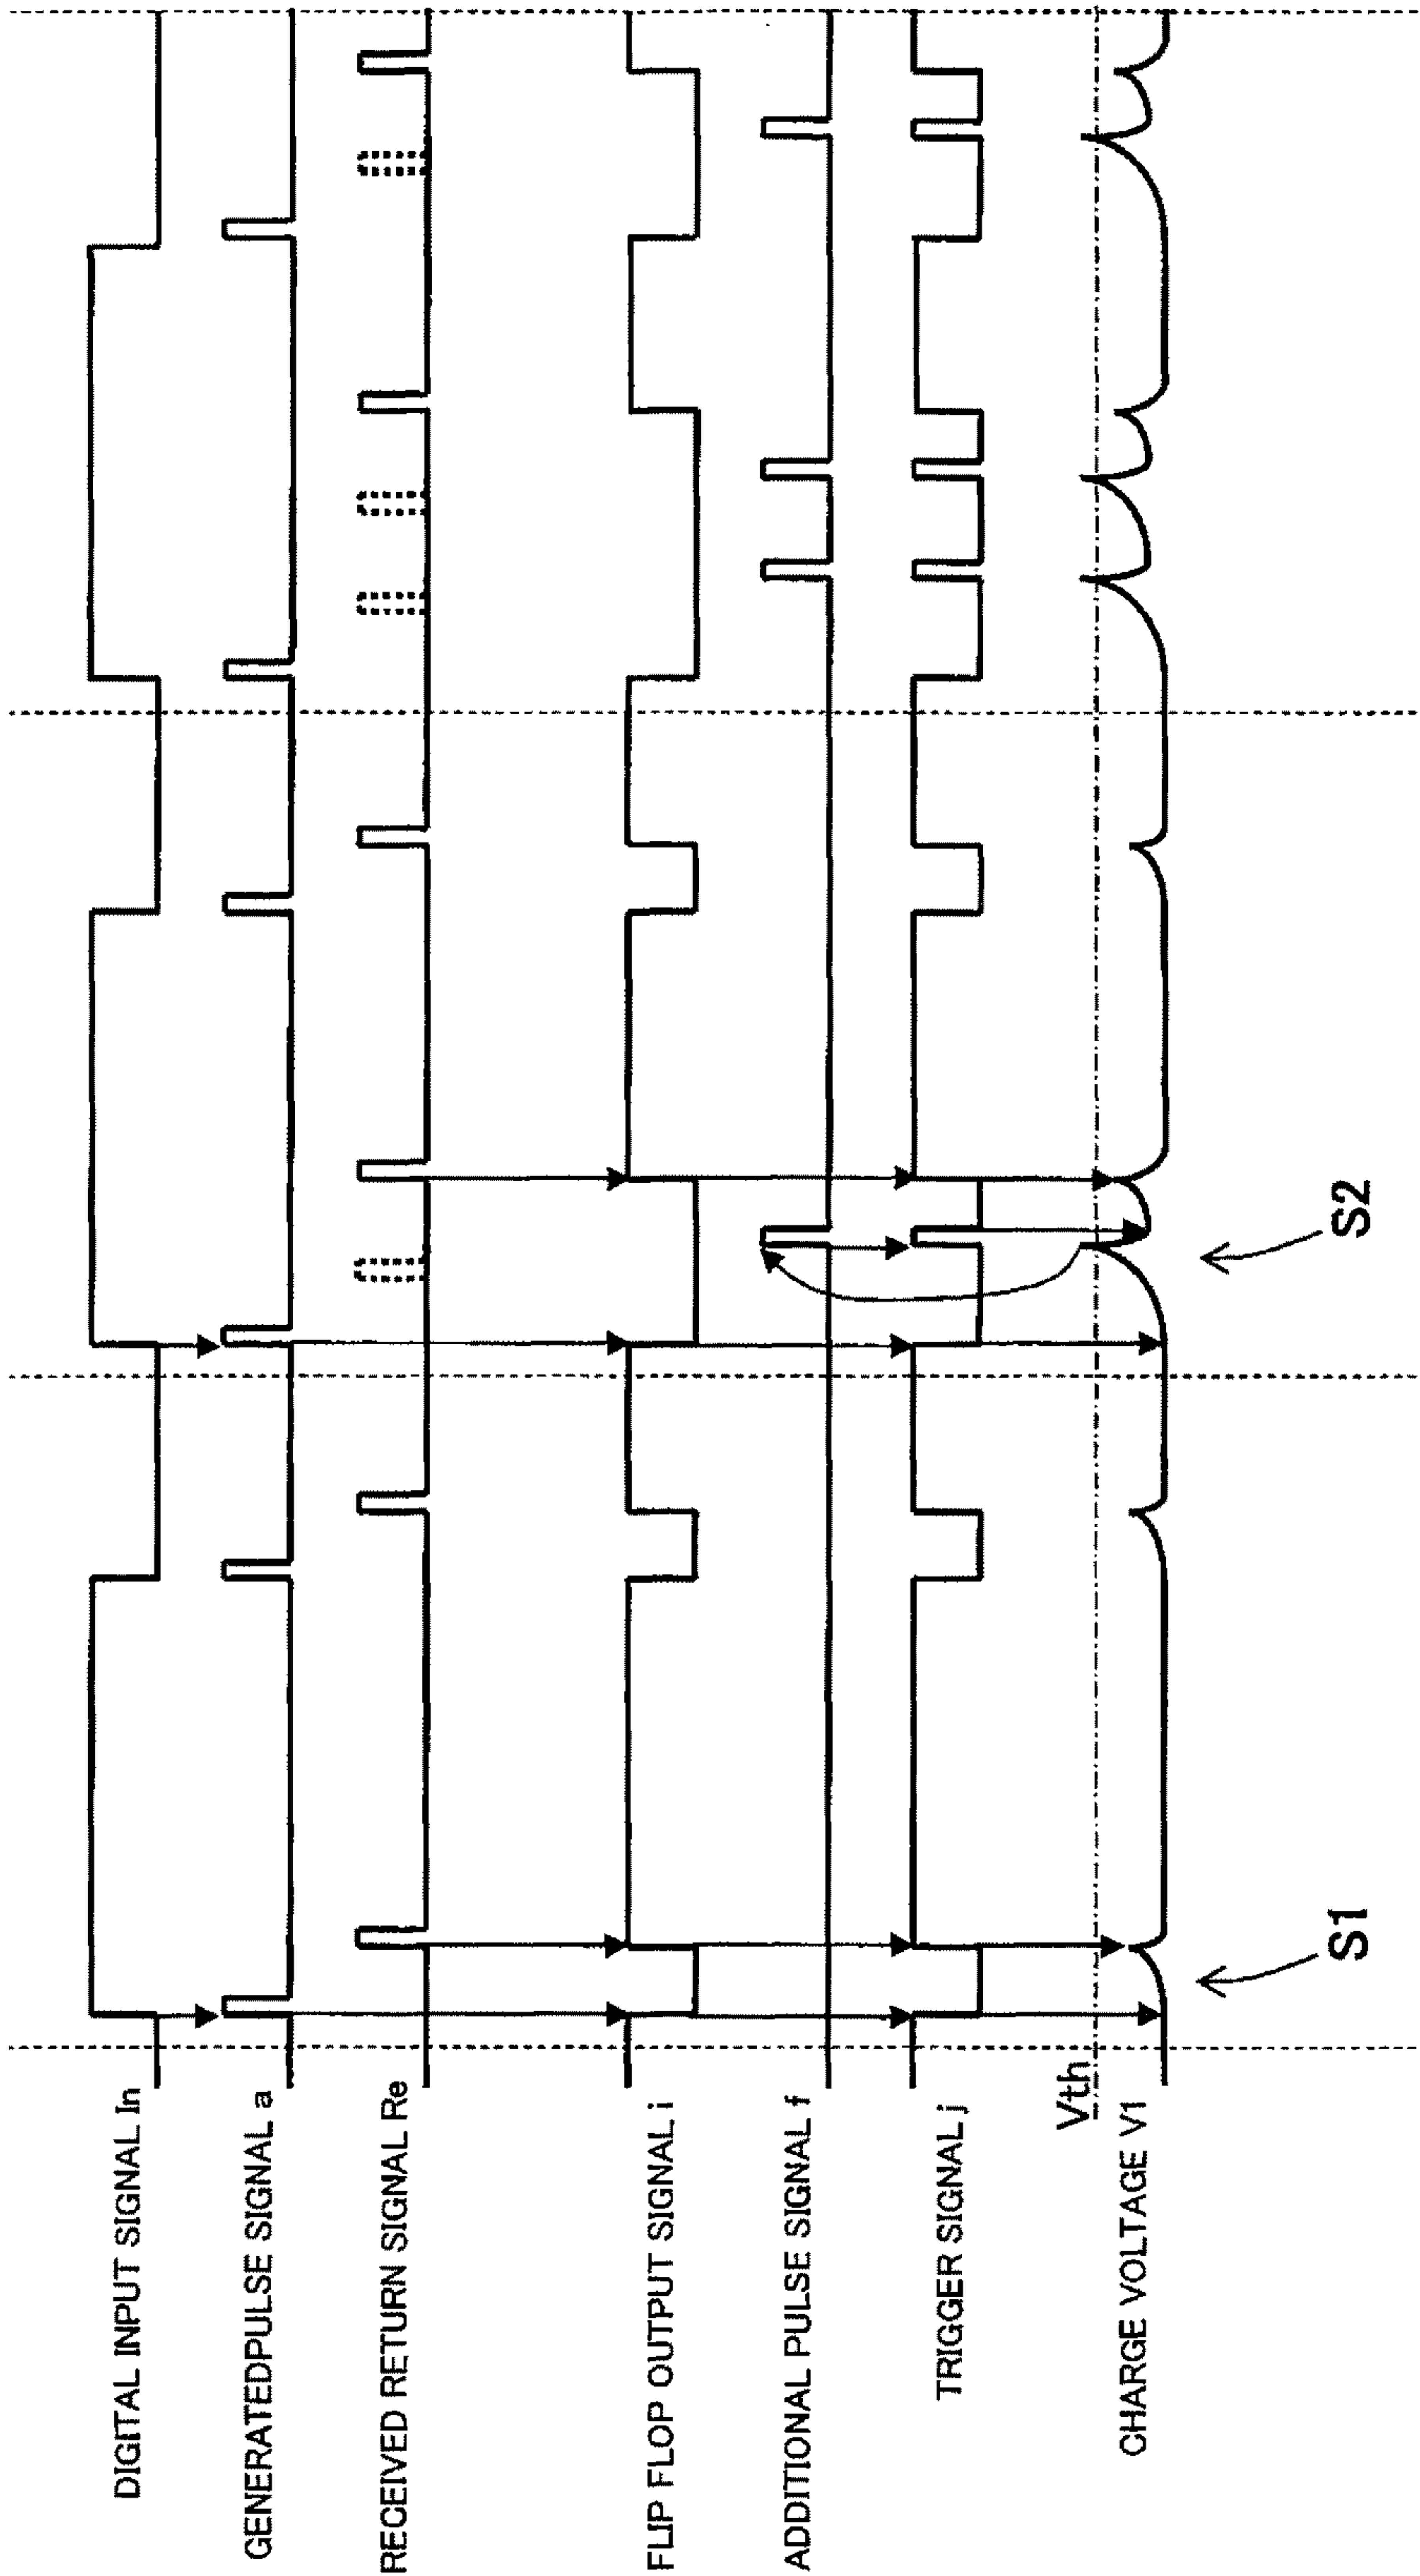 DIGITAL INPUT SIGNAL In
GENERATEDPULSE SIGNAL a
RECEIVED RETURN SIGNAL Re
FLIP FLOP OUTPUT SIGNAL i
ADDITIONAL PULSE SIGNAL f
TRIGGER SIGNAL j
Vth
CHARGE VOLTAGE V1
S1
S2